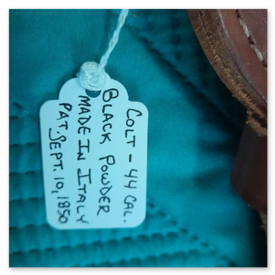 COLT - 44 CAL.
BLACK POWDER
MADE IN ITALY
PAT SEPT. 10, 1850